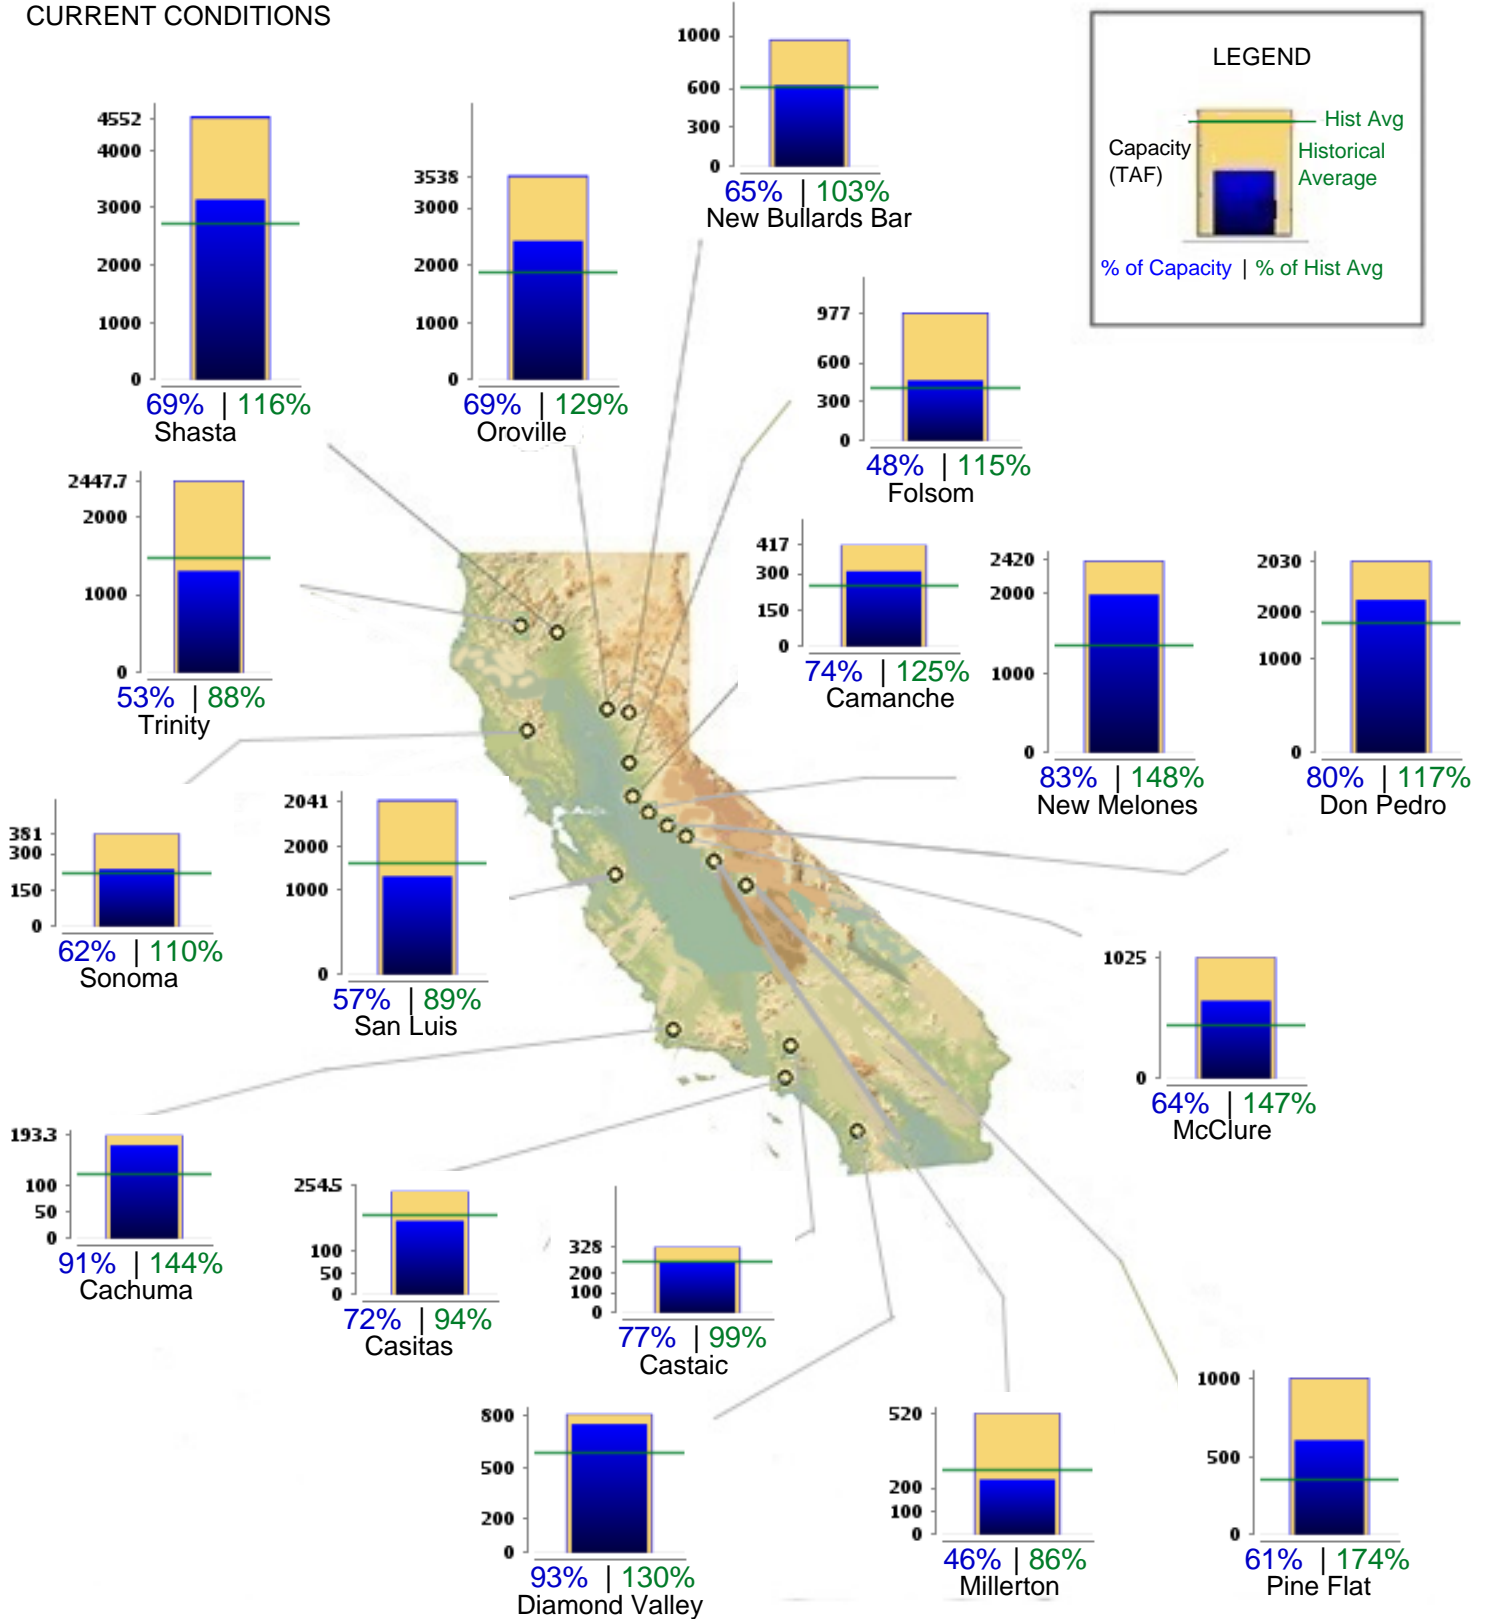 CURRENT CONDITIONS
LEGEND
Hist Avg
Capacity
(TAF)
Historical
Average
% of Capacity | % of Hist Avg
1000
600
300
0
65% | 103%
New Bullards Bar
4552
4000
3000
2000
1000
0
69% | 116%
Shasta
3538
3000
2000
1000
0
69% | 129%
Oroville
977
600
300
0
48% | 115%
Folsom
2447.7
2000
1000
0
53% | 88%
Trinity
417
300
150
0
74% | 125%
Camanche
2420
2000
1000
0
83% | 148%
New Melones
2030
2000
1000
0
80% | 117%
Don Pedro
381
300
150
0
62% | 110%
Sonoma
2041
2000
1000
0
57% | 89%
San Luis
1025
0
64% | 147%
McClure
193.3
100
50
0
91% | 144%
Cachuma
254.5
100
50
0
72% | 94%
Casitas
328
200
100
0
77% | 99%
Castaic
800
500
200
0
93% | 130%
Diamond Valley
520
200
100
0
46% | 86%
Millerton
1000
500
0
61% | 174%
Pine Flat